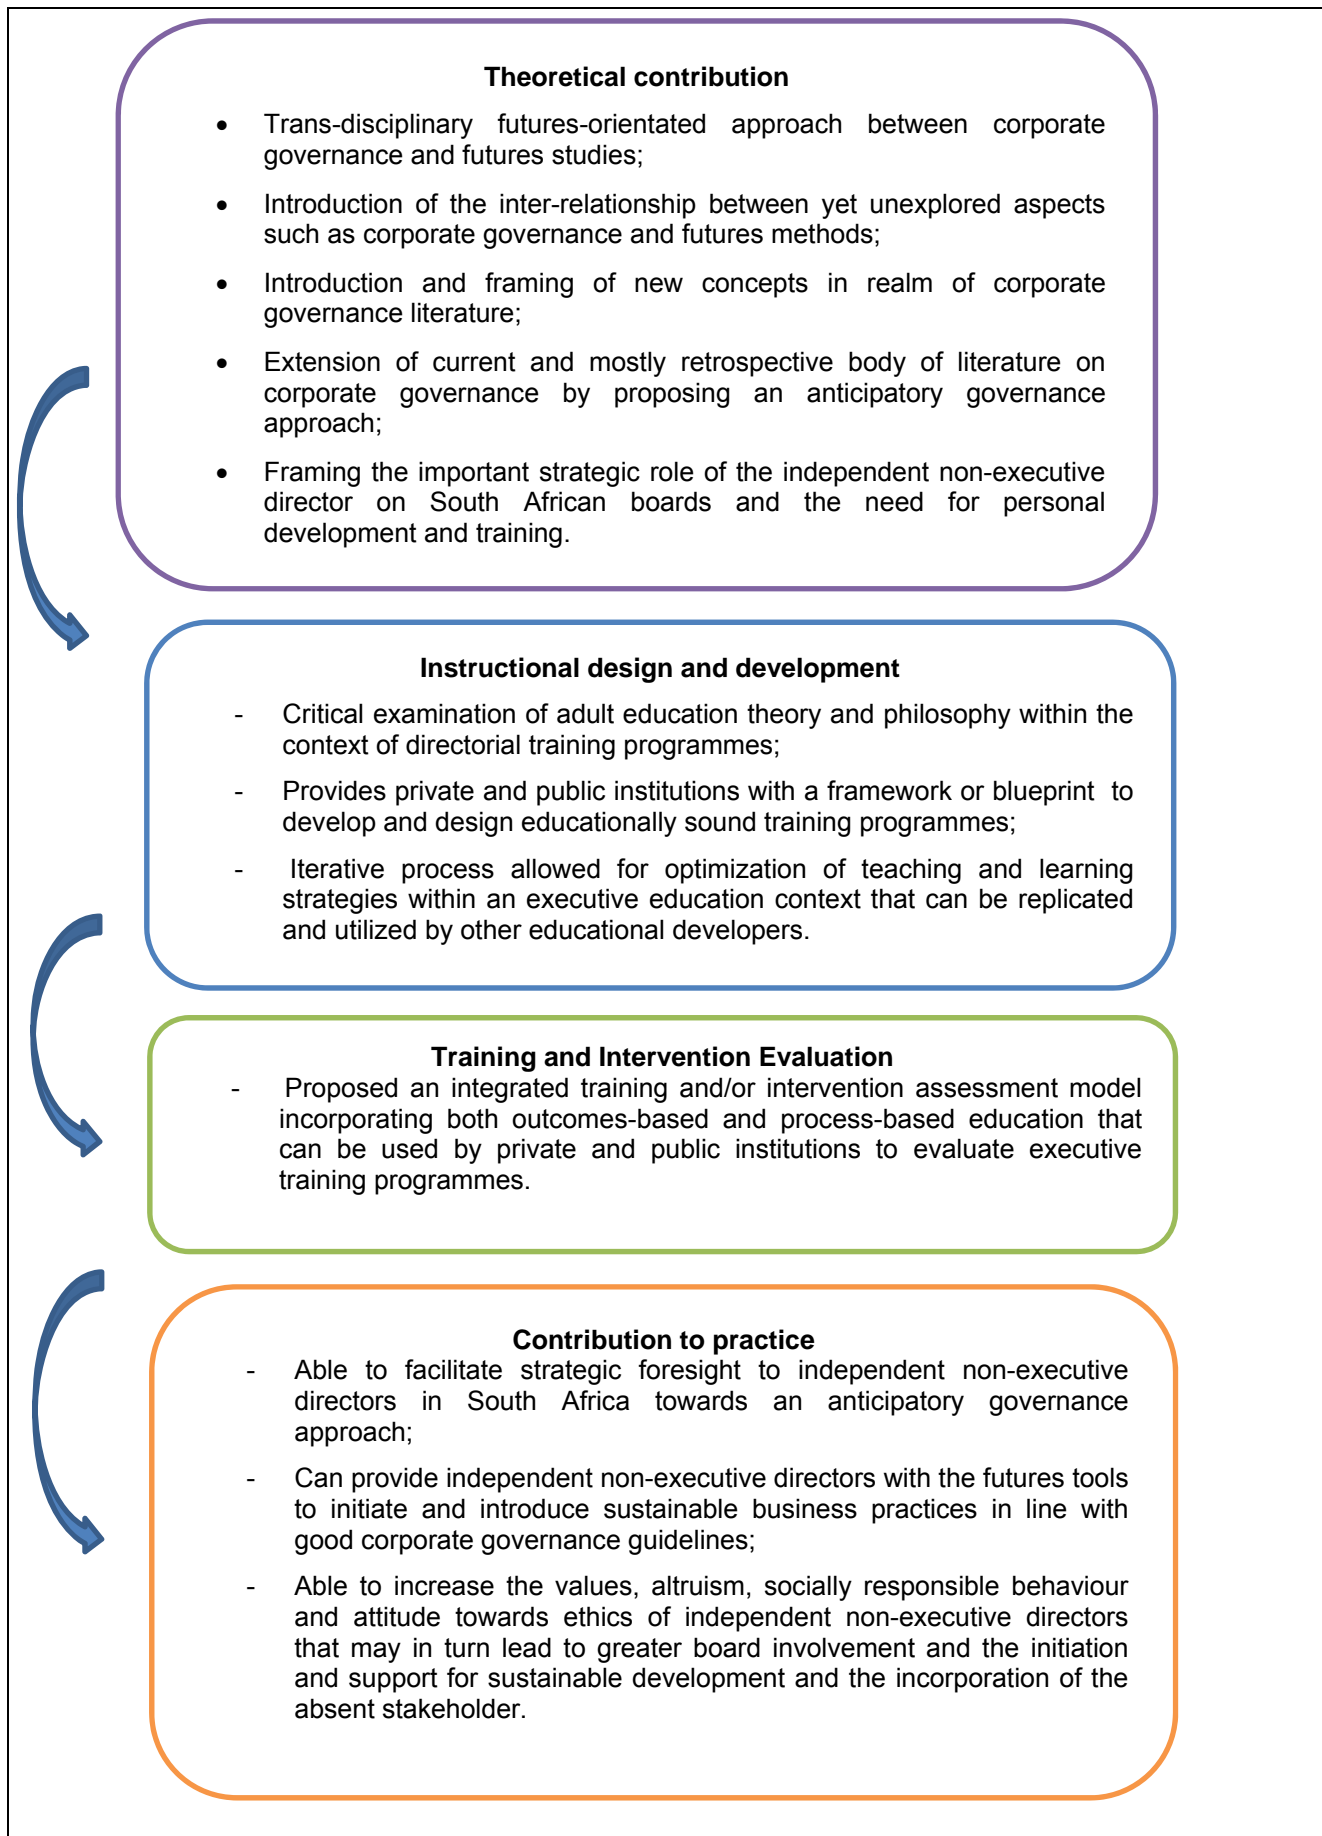 Theoretical contribution
• Trans-disciplinary futures-orientated approach between corporate
governance and futures studies;
• Introduction of the inter-relationship between yet unexplored aspects
such as corporate governance and futures methods;
• Introduction and framing of new concepts in realm of corporate
governance literature;
• Extension of current and mostly retrospective body of literature on
corporate governance by proposing an anticipatory governance
approach;
• Framing the important strategic role of the independent non-executive
director on South African boards and the need for personal
development and training.
Instructional design and development
- Critical examination of adult education theory and philosophy within the
context of directorial training programmes;
- Provides private and public institutions with a framework or blueprint to
develop and design educationally sound training programmes;
- Iterative process allowed for optimization of teaching and learning
strategies within an executive education context that can be replicated
and utilized by other educational developers.
Training and Intervention Evaluation
- Proposed an integrated training and/or intervention assessment model
incorporating both outcomes-based and process-based education that
can be used by private and public institutions to evaluate executive
training programmes.
Contribution to practice
- Able to facilitate strategic foresight to independent non-executive
directors in South Africa towards an anticipatory governance
approach;
- Can provide independent non-executive directors with the futures tools
to initiate and introduce sustainable business practices in line with
good corporate governance guidelines;
- Able to increase the values, altruism, socially responsible behaviour
and attitude towards ethics of independent non-executive directors
that may in turn lead to greater board involvement and the initiation
and support for sustainable development and the incorporation of the
absent stakeholder.